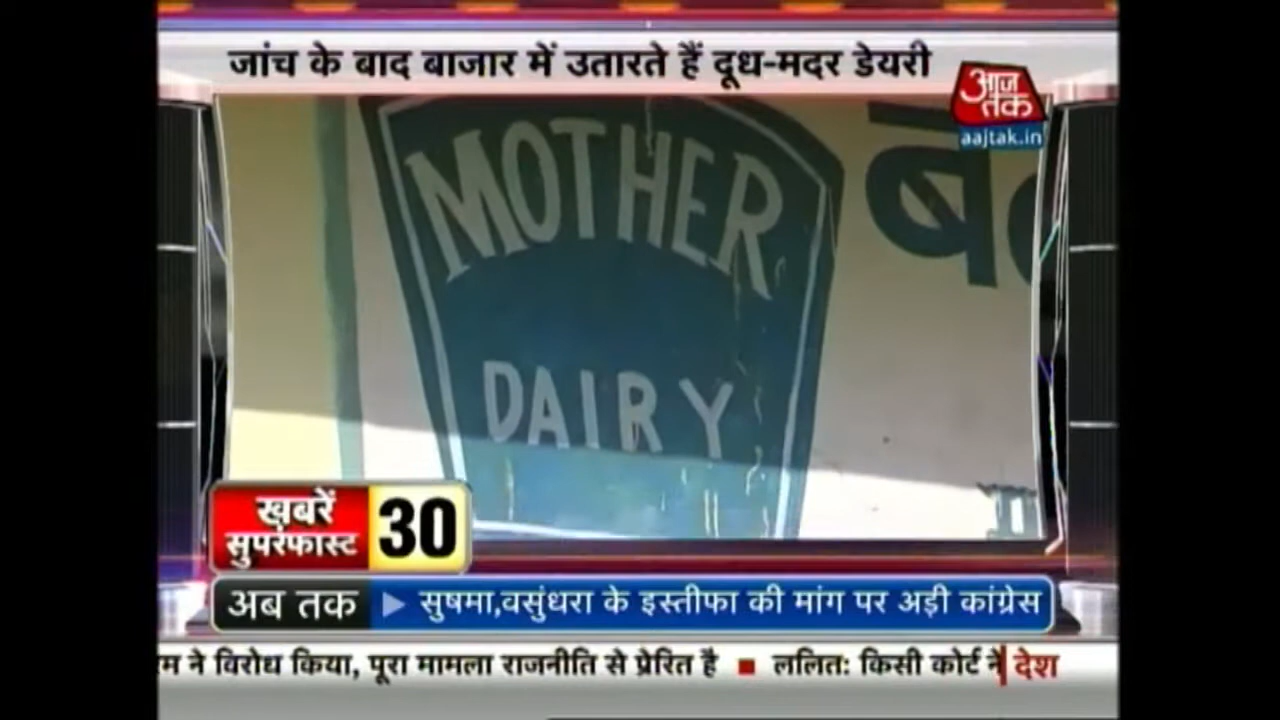 जांच के बाद बाजार में उतारते हैं दूध-मदर डेयरी
आज
तक
aajtak.in
MOTHER
DAIRY
खबरें
सुपरफास्ट
30
अब तक
सुषमा,वसुंधरा के इस्तीफा की मांग पर अड़ी कांग्रेस
ने विरोध किया, पूरा मामला राजनीति से प्रेरित है ■ ललित: किसी कोर्ट ने देश